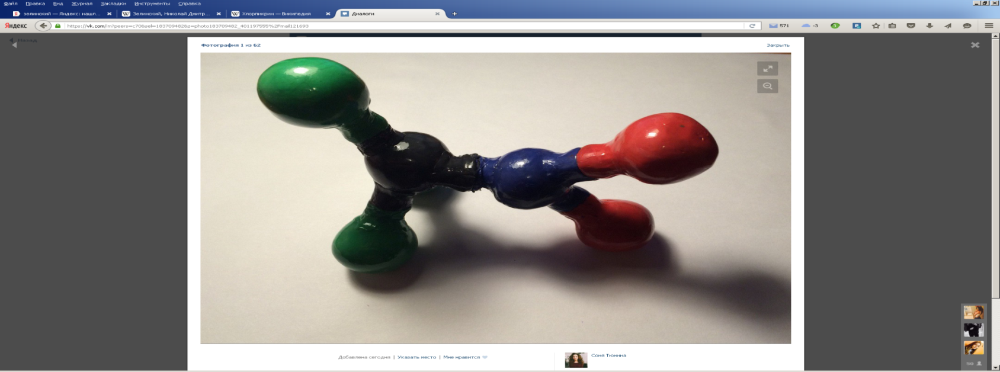 Файл Правка Вид Журнал Закладки Инструменты Справка
зелинский — Яндекс: нашл... Зелинский, Николай Дмитр... Хлорпикрин — Википедия Диалоги
Яндекс https://vk.com/im?peers=c70&sel=183709482&z=photo183709482_401197555%2Fmail121693 571 -3 3
Назад
Фотография 1 из 62 Закрыть
Добавлена сегодня | Указать место | Мне нравится
Соня Тюмина
50